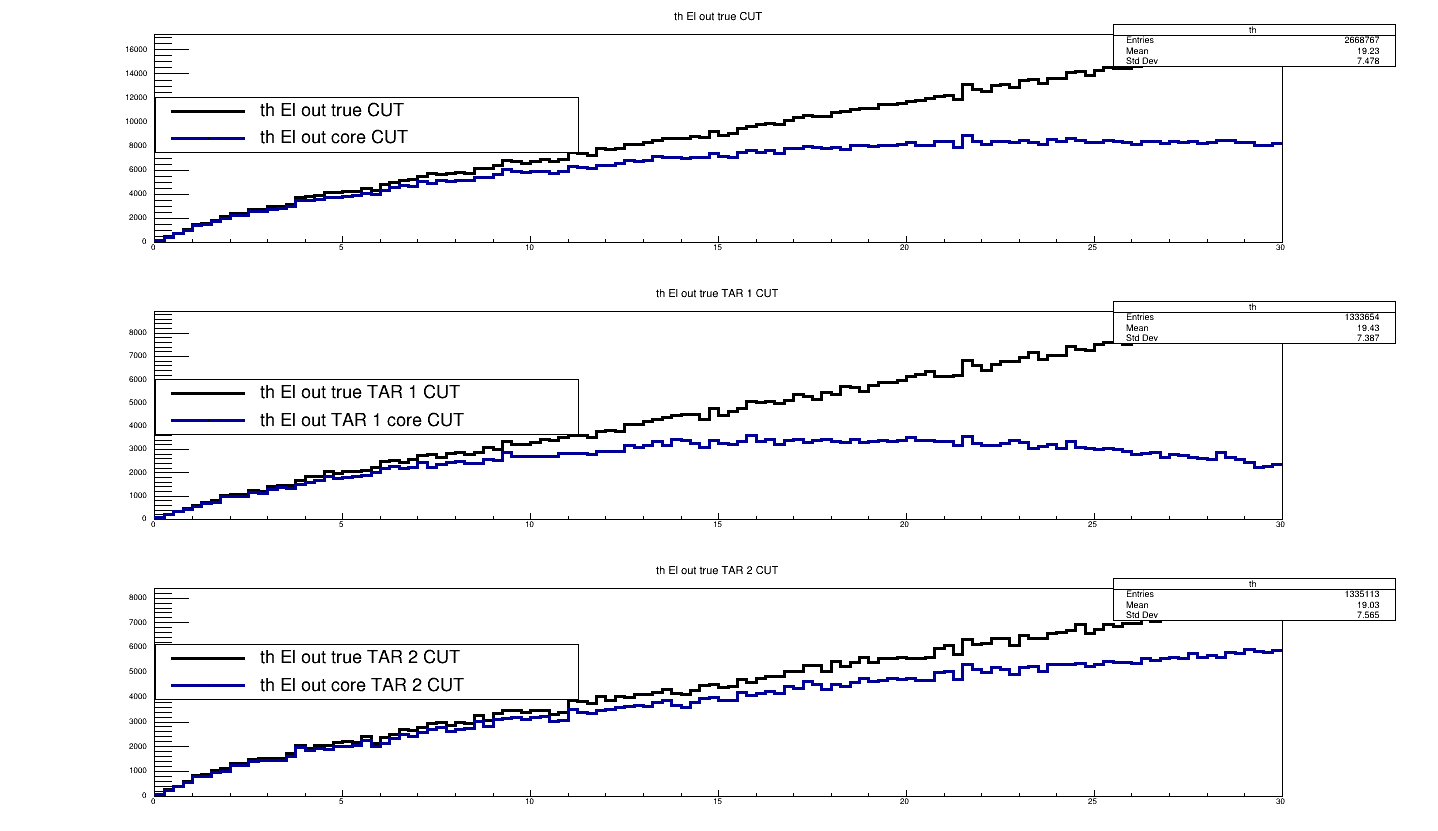 th El out true CUT
th
Entries 2668767
Mean 19.23
Std Dev 7.478
16000
14000
12000
10000
8000
6000
4000
2000
0
th El out true CUT
th El out core CUT
0 5 10 15 20 25 30
th El out true TAR 1 CUT
th
Entries 1333654
Mean 19.43
Std Dev 7.387
8000
7000
6000
5000
4000
3000
2000
1000
0
th El out true TAR 1 CUT
th El out TAR 1 core CUT
0 5 10 15 20 25 30
th El out true TAR 2 CUT
th
Entries 1335113
Mean 19.03
Std Dev 7.565
8000
7000
6000
5000
4000
3000
2000
1000
0
th El out true TAR 2 CUT
th El out core TAR 2 CUT
0 5 10 15 20 25 30